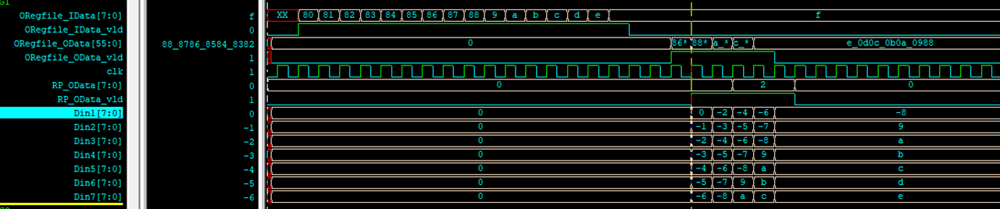 G1
ORegfile_IData[7:0] f XX 80 81 82 83 84 85 86 87 88 9 a b c d e f
ORegfile_IData_vld 0
ORegfile_OData[55:0] 88_8786_8584_8382 0 86* 88* a_* c_* e_0d0c_0b0a_0988
ORegfile_OData_vld 1
clk 1
RP_OData[7:0] 0 0 2 0
RP_OData_vld 1
Din1[7:0] 0 0 0 -2 -4 -6 -8
Din2[7:0] -1 0 -1 -3 -5 -7 9
Din3[7:0] -2 0 -2 -4 -6 -8 a
Din4[7:0] -3 0 -3 -5 -7 9 b
Din5[7:0] -4 0 -4 -6 -8 a c
Din6[7:0] -5 0 -5 -7 9 b d
Din7[7:0] -6 0 -6 -8 a c e